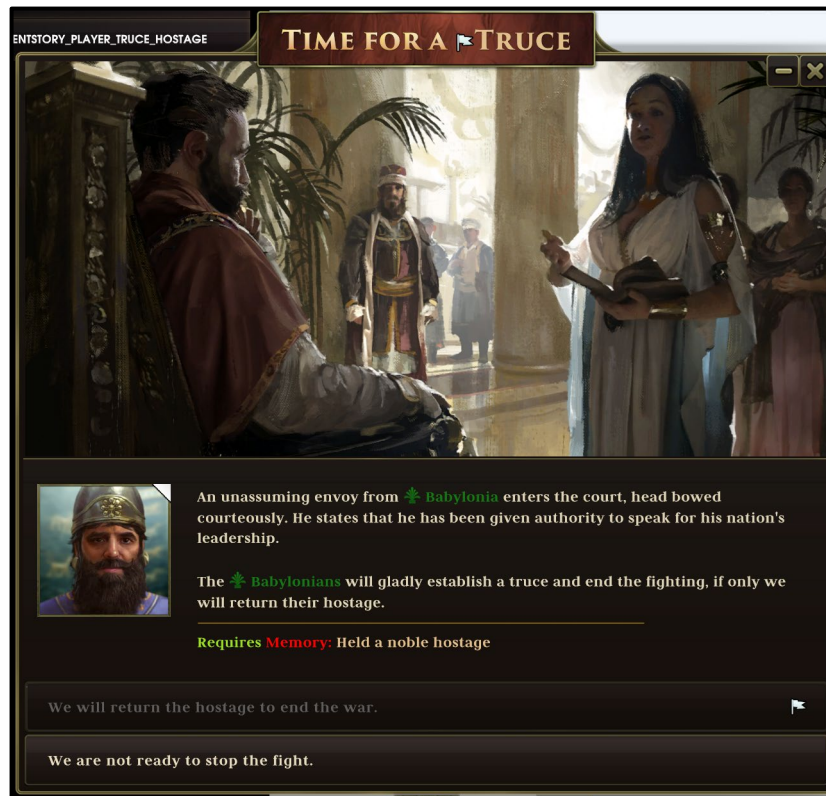 ENTSTORY_PLAYER_TRUCE_HOSTAGE
TIME FOR A TRUCE
An unassuming envoy from Babylonia enters the court, head bowed
courteously. He states that he has been given authority to speak for his nation's
leadership.
The Babylonians will gladly establish a truce and end the fighting, if only we
will return their hostage.
Requires Memory: Held a noble hostage
We will return the hostage to end the war.
We are not ready to stop the fight.